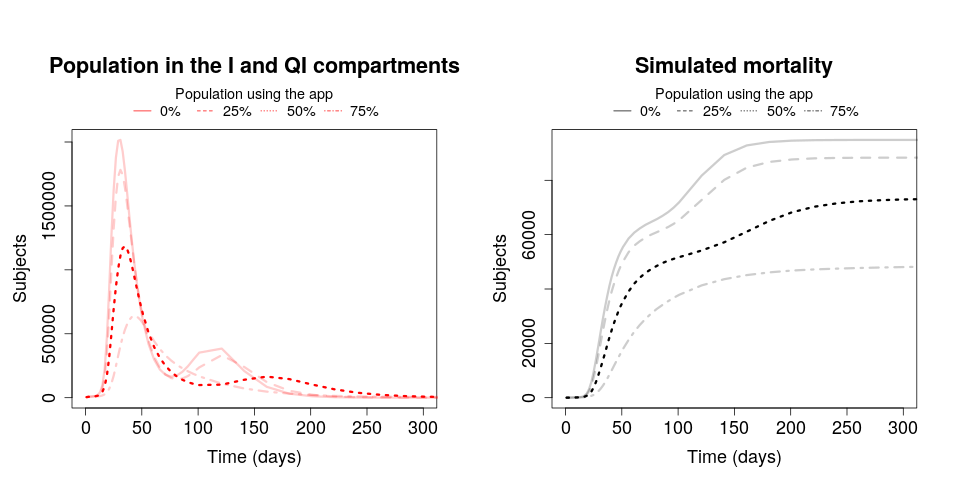 Population in the I and QI compartments
Population using the app
0% 25% 50% 75%
Subjects
0 500000 1500000
0 50 100 150 200 250 300
Time (days)
Simulated mortality
Population using the app
0% 25% 50% 75%
Subjects
0 20000 60000
0 50 100 150 200 250 300
Time (days)